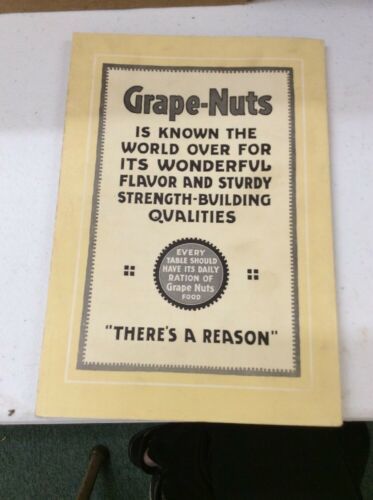 Grape-Nuts
IS KNOWN THE
WORLD OVER FOR
ITS WONDERFUL
FLAVOR AND STURDY
STRENGTH-BUILDING
QUALITIES
EVERY
TABLE SHOULD
HAVE ITS DAILY
RATION OF
Grape Nuts
FOOD
"THERE'S A REASON"